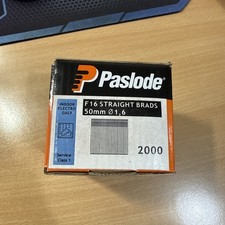 Paslode
INDOOR
ELECTRO
GALV
F16 STRAIGHT BRADS
50mm Ø1,6
Service
Class 1
2000